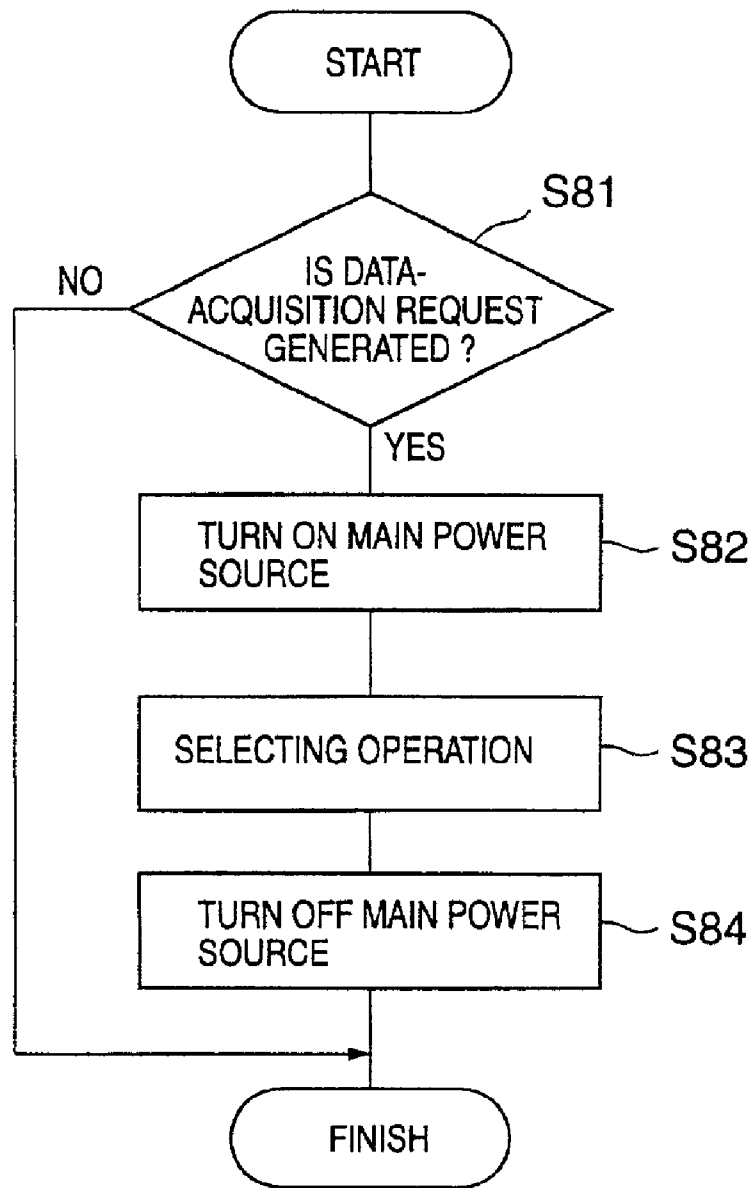 START
S81
NO
IS DATA-
ACQUISITION REQUEST
GENERATED ?
YES
TURN ON MAIN POWER
SOURCE
S82
SELECTING OPERATION
S83
TURN OFF MAIN POWER
SOURCE
S84
FINISH